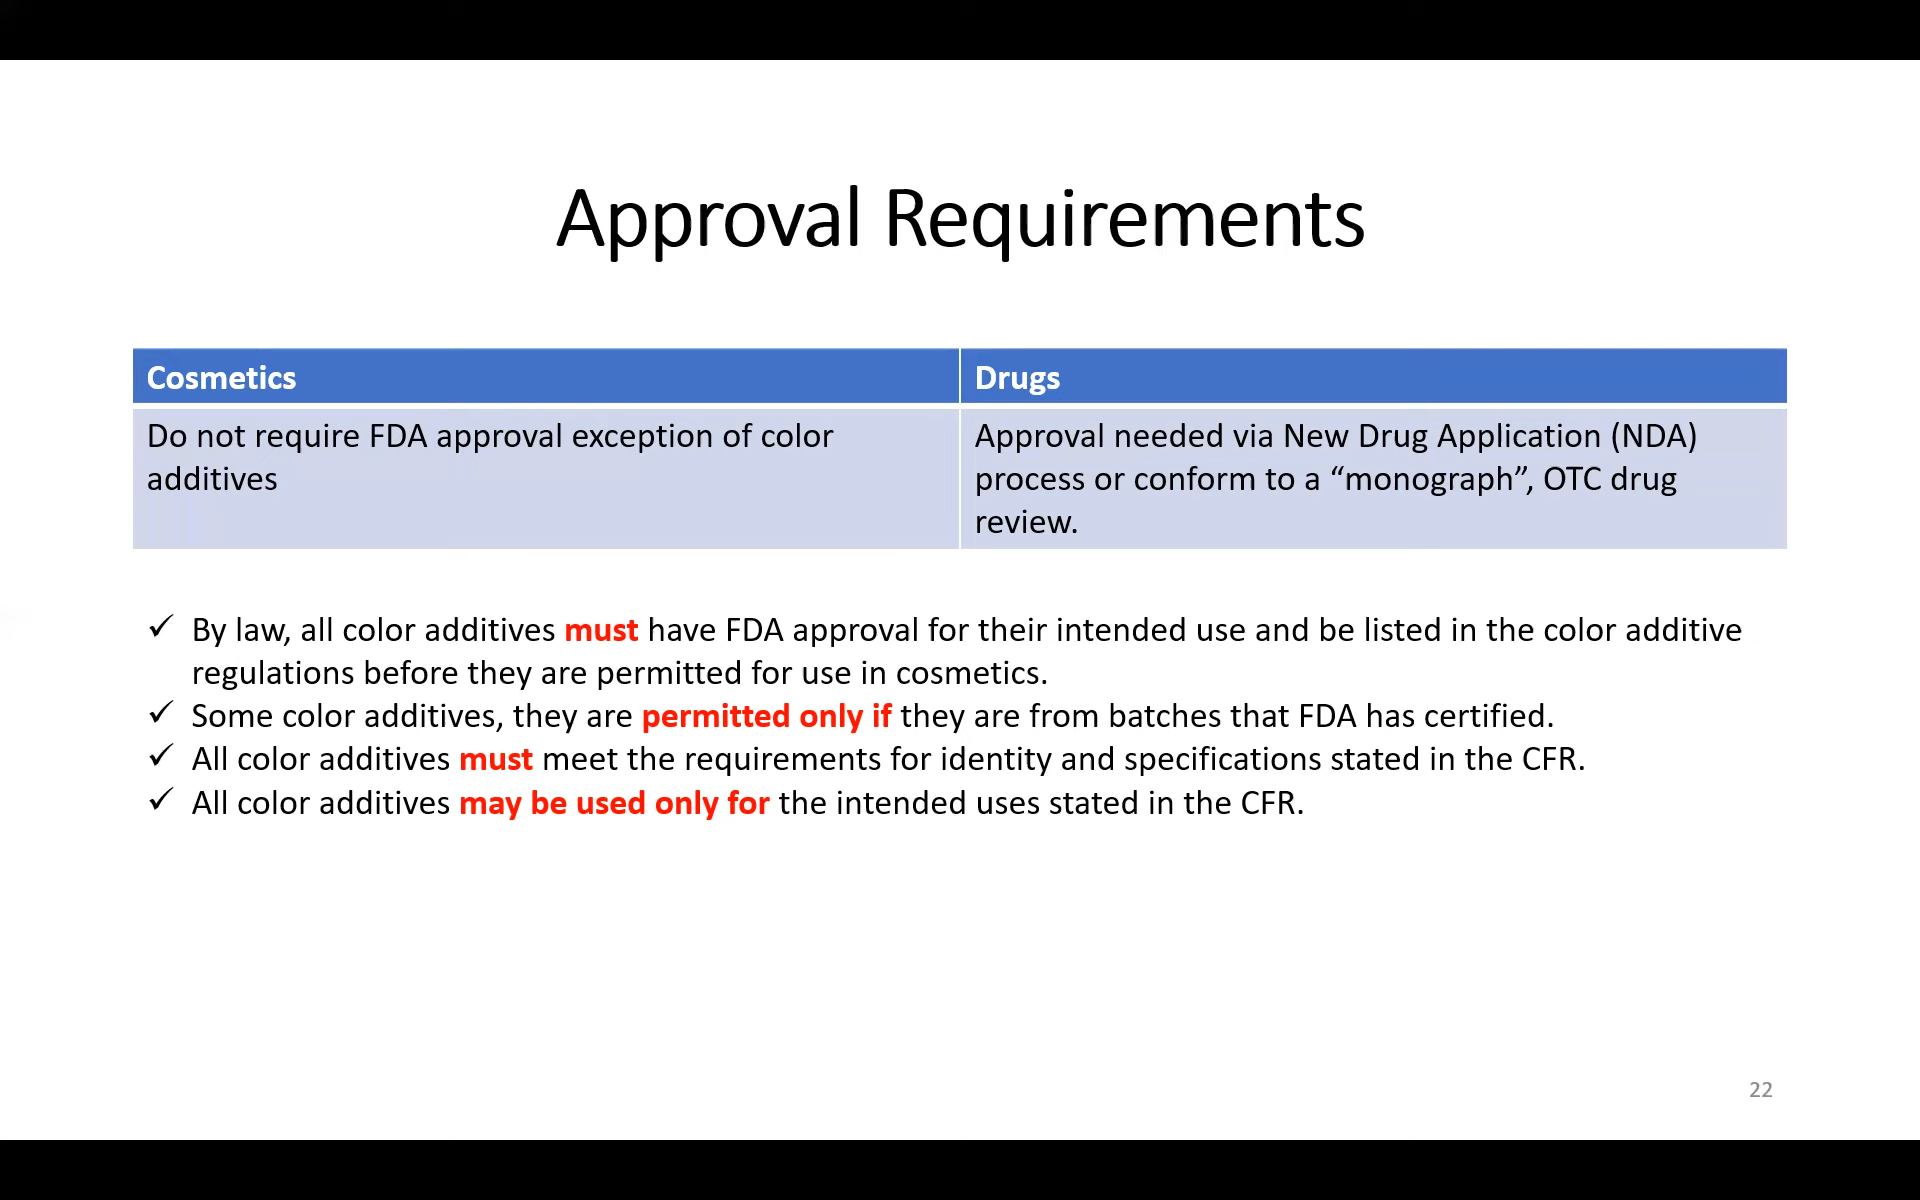 Approval Requirements
Cosmetics
Drugs
Do not require FDA approval exception of color
additives
Approval needed via New Drug Application (NDA)
process or conform to a “monograph”, OTC drug
review.
✓ By law, all color additives must have FDA approval for their intended use and be listed in the color additive
regulations before they are permitted for use in cosmetics.
✓ Some color additives, they are permitted only if they are from batches that FDA has certified.
✓ All color additives must meet the requirements for identity and specifications stated in the CFR.
✓ All color additives may be used only for the intended uses stated in the CFR.
22